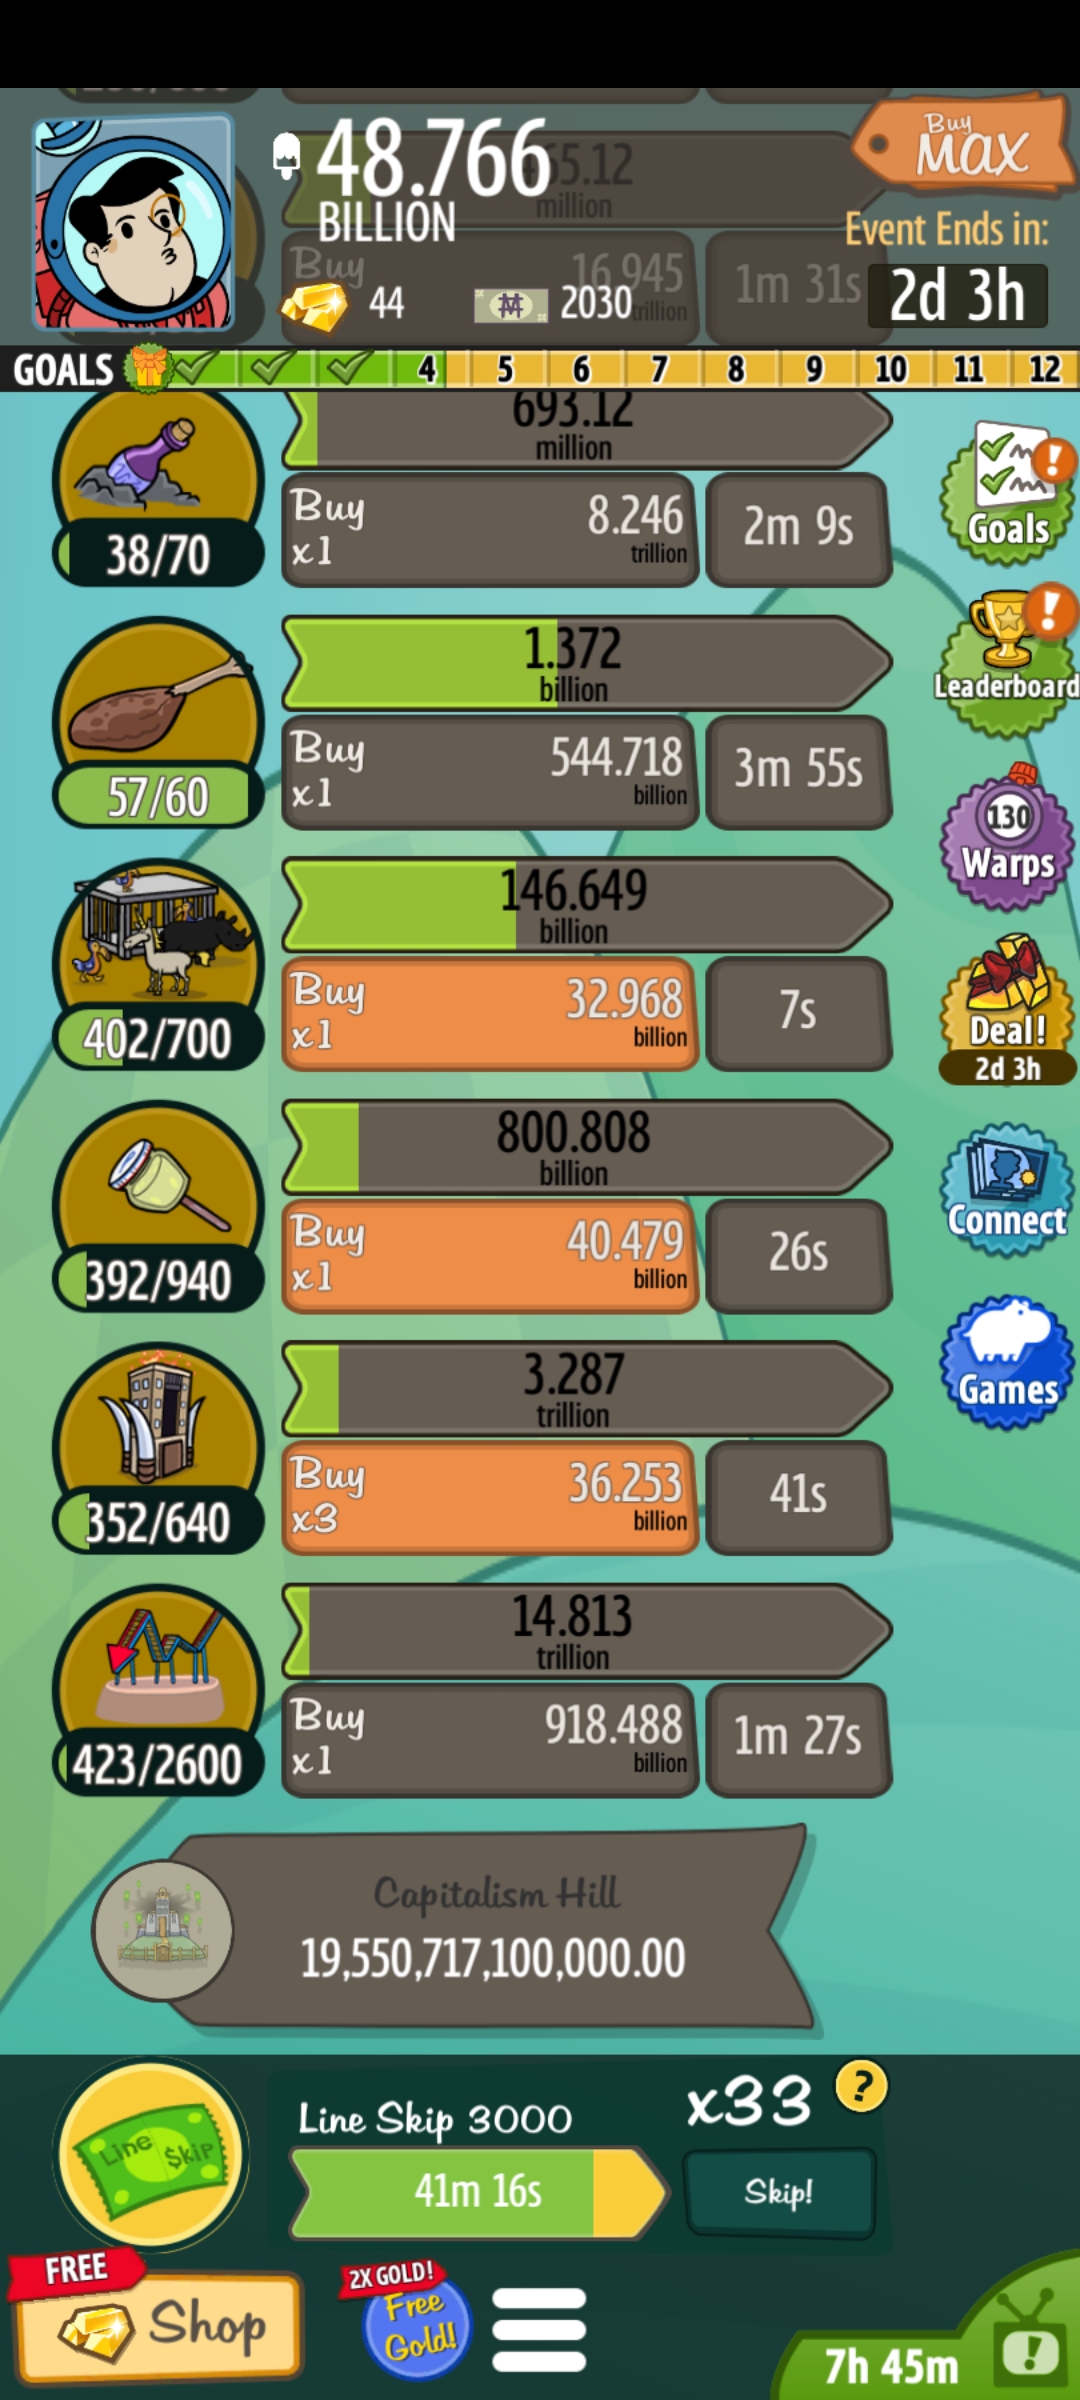 48.766
BILLION
65.12
million
Buy
MAX
Event Ends in:
2d 3h
Buy
16.945
trillion
1m 31s
44
2030
GOALS
4
5
6
7
8
9
10
11
12
693.12
million
38/70
Buy
x1
8.246
trillion
2m 9s
Goals
Leaderboard
1.372
billion
57/60
Buy
x1
544.718
billion
3m 55s
130
Warps
146.649
billion
402/700
Buy
x1
32.968
billion
7s
Deal!
2d 3h
800.808
billion
392/940
Buy
x1
40.479
billion
26s
Connect
3.287
trillion
352/640
Buy
x3
36.253
billion
41s
Games
14.813
trillion
423/2600
Buy
x1
918.488
billion
1m 27s
Capitalism Hill
19,550,717,100,000.00
Line Skip
Line Skip 3000
41m 16s
x33
?
Skip!
FREE
Shop
2X GOLD!
Free
Gold!
7h 45m